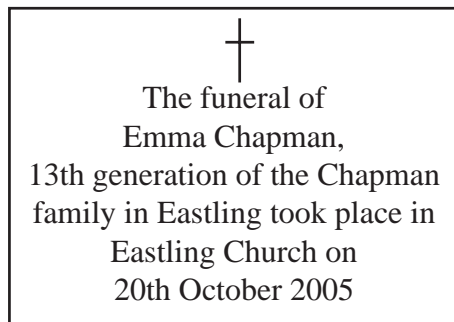 The funeral of
Emma Chapman,
13th generation of the Chapman
family in Eastling took place in
Eastling Church on
20th October 2005